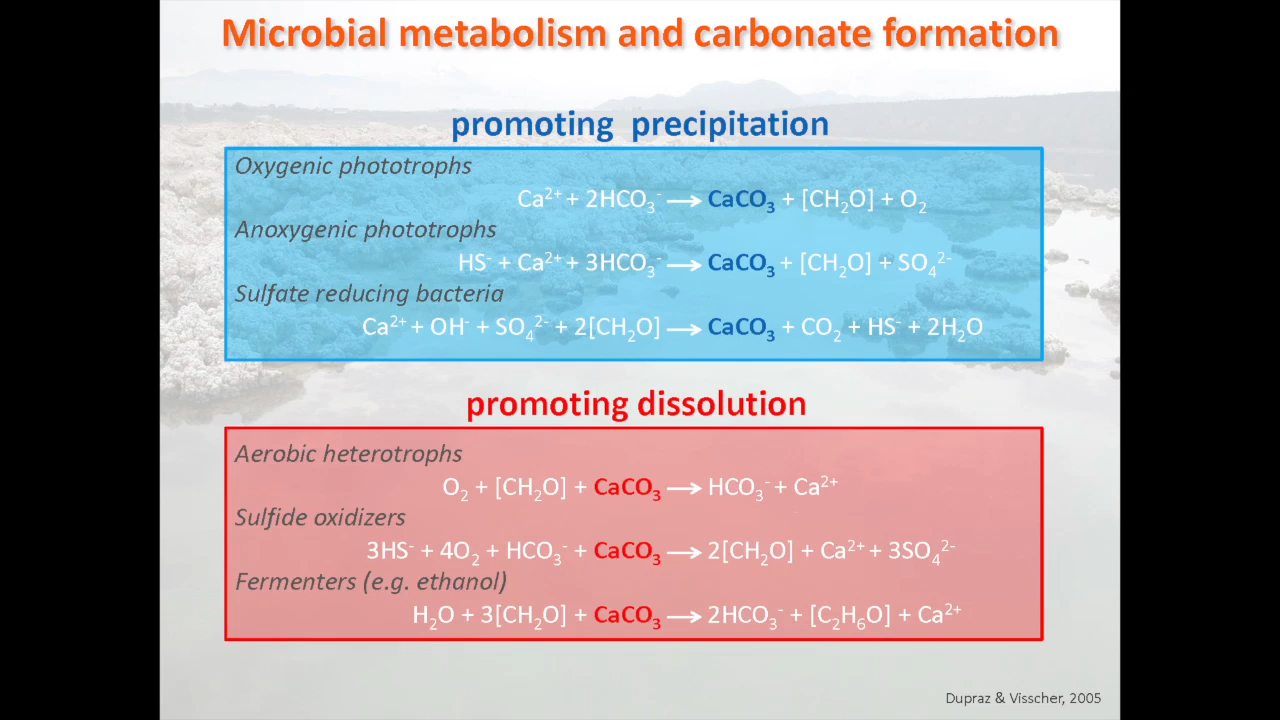 Microbial metabolism and carbonate formation
promoting precipitation
Oxygenic phototrophs
Ca²⁺ + 2HCO₃⁻ ⟶ CaCO₃ + [CH₂O] + O₂
Anoxygenic phototrophs
HS⁻ + Ca²⁺ + 3HCO₃⁻ ⟶ CaCO₃ + [CH₂O] + SO₄²⁻
Sulfate reducing bacteria
Ca²⁺ + OH⁻ + SO₄²⁻ + 2[CH₂O] ⟶ CaCO₃ + CO₂ + HS⁻ + 2H₂O
promoting dissolution
Aerobic heterotrophs
O₂ + [CH₂O] + CaCO₃ ⟶ HCO₃⁻ + Ca²⁺
Sulfide oxidizers
3HS⁻ + 4O₂ + HCO₃⁻ + CaCO₃ ⟶ 2[CH₂O] + Ca²⁺ + 3SO₄²⁻
Fermenters (e.g. ethanol)
H₂O + 3[CH₂O] + CaCO₃ ⟶ 2HCO₃⁻ + [C₂H₆O] + Ca²⁺
Dupraz & Visscher, 2005